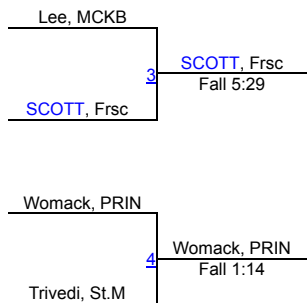 Lee, MCKB
3
SCOTT, Frsc
Fall 5:29
SCOTT, Frsc
Womack, PRIN
4
Womack, PRIN
Fall 1:14
Trivedi, St.M